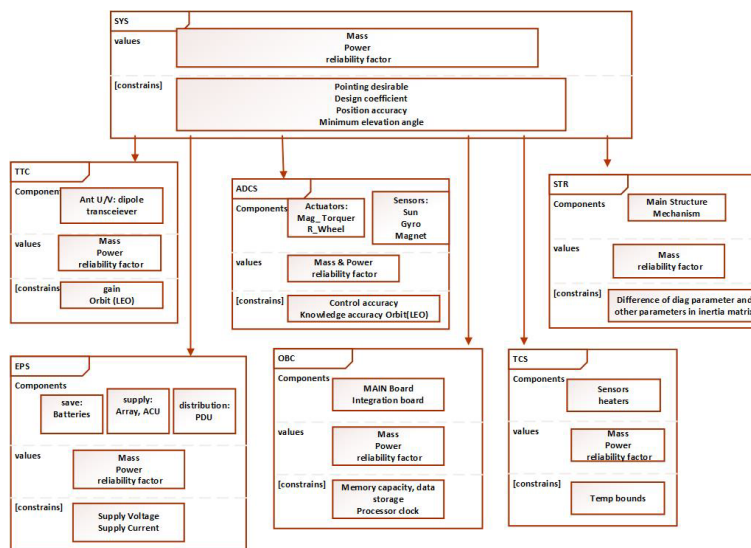 SYS
values
Mass
Power
reliability factor
[constrains]
Pointing desirable
Design coefficient
Position accuracy
Minimum elevation angle
TTC
Components
Ant U/V: dipole
transceiever
values
Mass
Power
reliability factor
[constrains]
gain
Orbit (LEO)
ADCS
Components
Actuators:
Mag_Torquer
R_Wheel
Sensors:
Sun
Gyro
Magnet
values
Mass & Power
reliability factor
[constrains]
Control accuracy
Knowledge accuracy Orbit(LEO)
STR
Components
Main Structure
Mechanism
values
Mass
reliability factor
[constrains]
Difference of diag parameter and
other parameters in inertia matrix
EPS
Components
save:
Batteries
supply:
Array, ACU
distribution:
PDU
values
Mass
Power
reliability factor
[constrains]
Supply Voltage
Supply Current
OBC
Components
MAIN Board
Integration board
values
Mass
Power
reliability factor
[constrains]
Memory capacity, data
storage
Processor clock
TCS
Components
Sensors
heaters
values
Mass
Power
reliability factor
[constrains]
Temp bounds